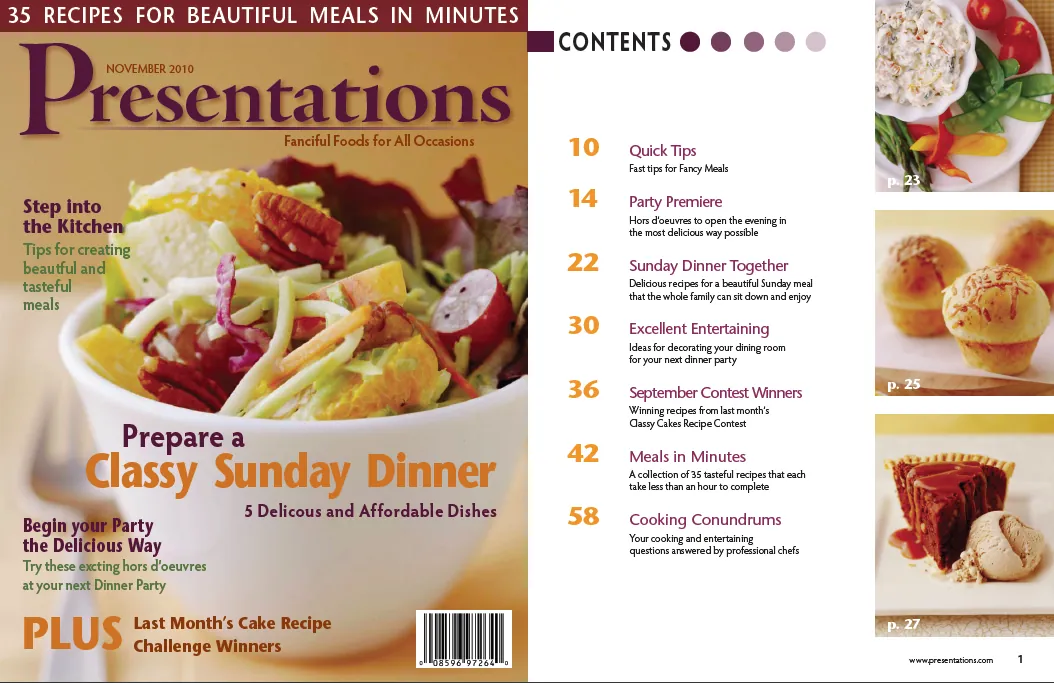 35 RECIPES FOR BEAUTIFUL MEALS IN MINUTES
NOVEMBER 2010
Presentations
Fanciful Foods for All Occasions
Step into
the Kitchen
Tips for creating
beautful and
tasteful
meals
Prepare a
Classy Sunday Dinner
5 Delicous and Affordable Dishes
Begin your Party
the Delicious Way
Try these excting hors d'oeuvres
at your next Dinner Party
PLUS
Last Month's Cake Recipe
Challenge Winners
0 08596 97264 0
CONTENTS
10 Quick Tips
Fast tips for Fancy Meals
14 Party Premiere
Hors d'oeuvres to open the evening in
the most delicious way possible
22 Sunday Dinner Together
Delicious recipes for a beautiful Sunday meal
that the whole family can sit down and enjoy
30 Excellent Entertaining
Ideas for decorating your dining room
for your next dinner party
36 September Contest Winners
Winning recipes from last month's
Classy Cakes Recipe Contest
42 Meals in Minutes
A collection of 35 tasteful recipes that each
take less than an hour to complete
58 Cooking Conundrums
Your cooking and entertaining
questions answered by professional chefs
p. 23
p. 25
p. 27
www.presentations.com 1